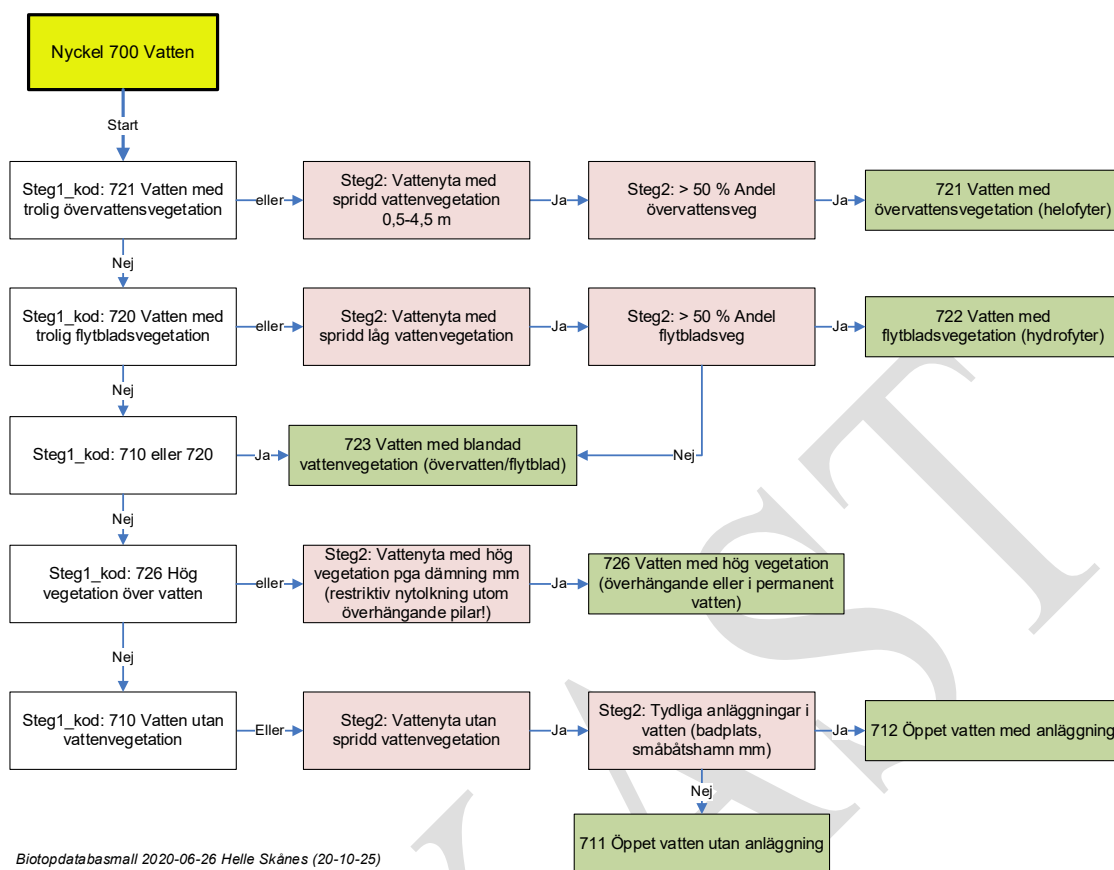 Nyckel 700 Vatten
Start
Steg1_kod: 721 Vatten med
trolig övervattensvegetation
eller
Steg2: Vattenyta med
spridd vattenvegetation
0,5-4,5 m
Ja
Steg2: > 50 % Andel
övervattensveg
Ja
721 Vatten med
övervattensvegetation (helofyter)
Nej
Steg1_kod: 720 Vatten med
trolig flytbladsvegetation
eller
Steg2: Vattenyta med
spridd låg vattenvegetation
Ja
Steg2: > 50 % Andel
flytbladsveg
Ja
722 Vatten med
flytbladsvegetation (hydrofyter)
Nej
Steg1_kod: 710 eller 720
Ja
723 Vatten med blandad
vattenvegetation (övervatten/flytblad)
Nej
Nej
Steg1_kod: 726 Hög
vegetation över vatten
eller
Steg2: Vattenyta med hög
vegetation pga dämning mm
(restriktiv nytolkning utom
överhängande pilar!)
Ja
726 Vatten med hög vegetation
(överhängande eller i permanent
vatten)
Nej
Steg1_kod: 710 Vatten utan
vattenvegetation
Eller
Steg2: Vattenyta utan
spridd vattenvegetation
Ja
Steg2: Tydliga anläggningar i
vatten (badplats,
småbåtshamn mm)
Ja
712 Öppet vatten med anläggning
Nej
711 Öppet vatten utan anläggning
Biotopdatabasmall 2020-06-26 Helle Skånes (20-10-25)
KAST